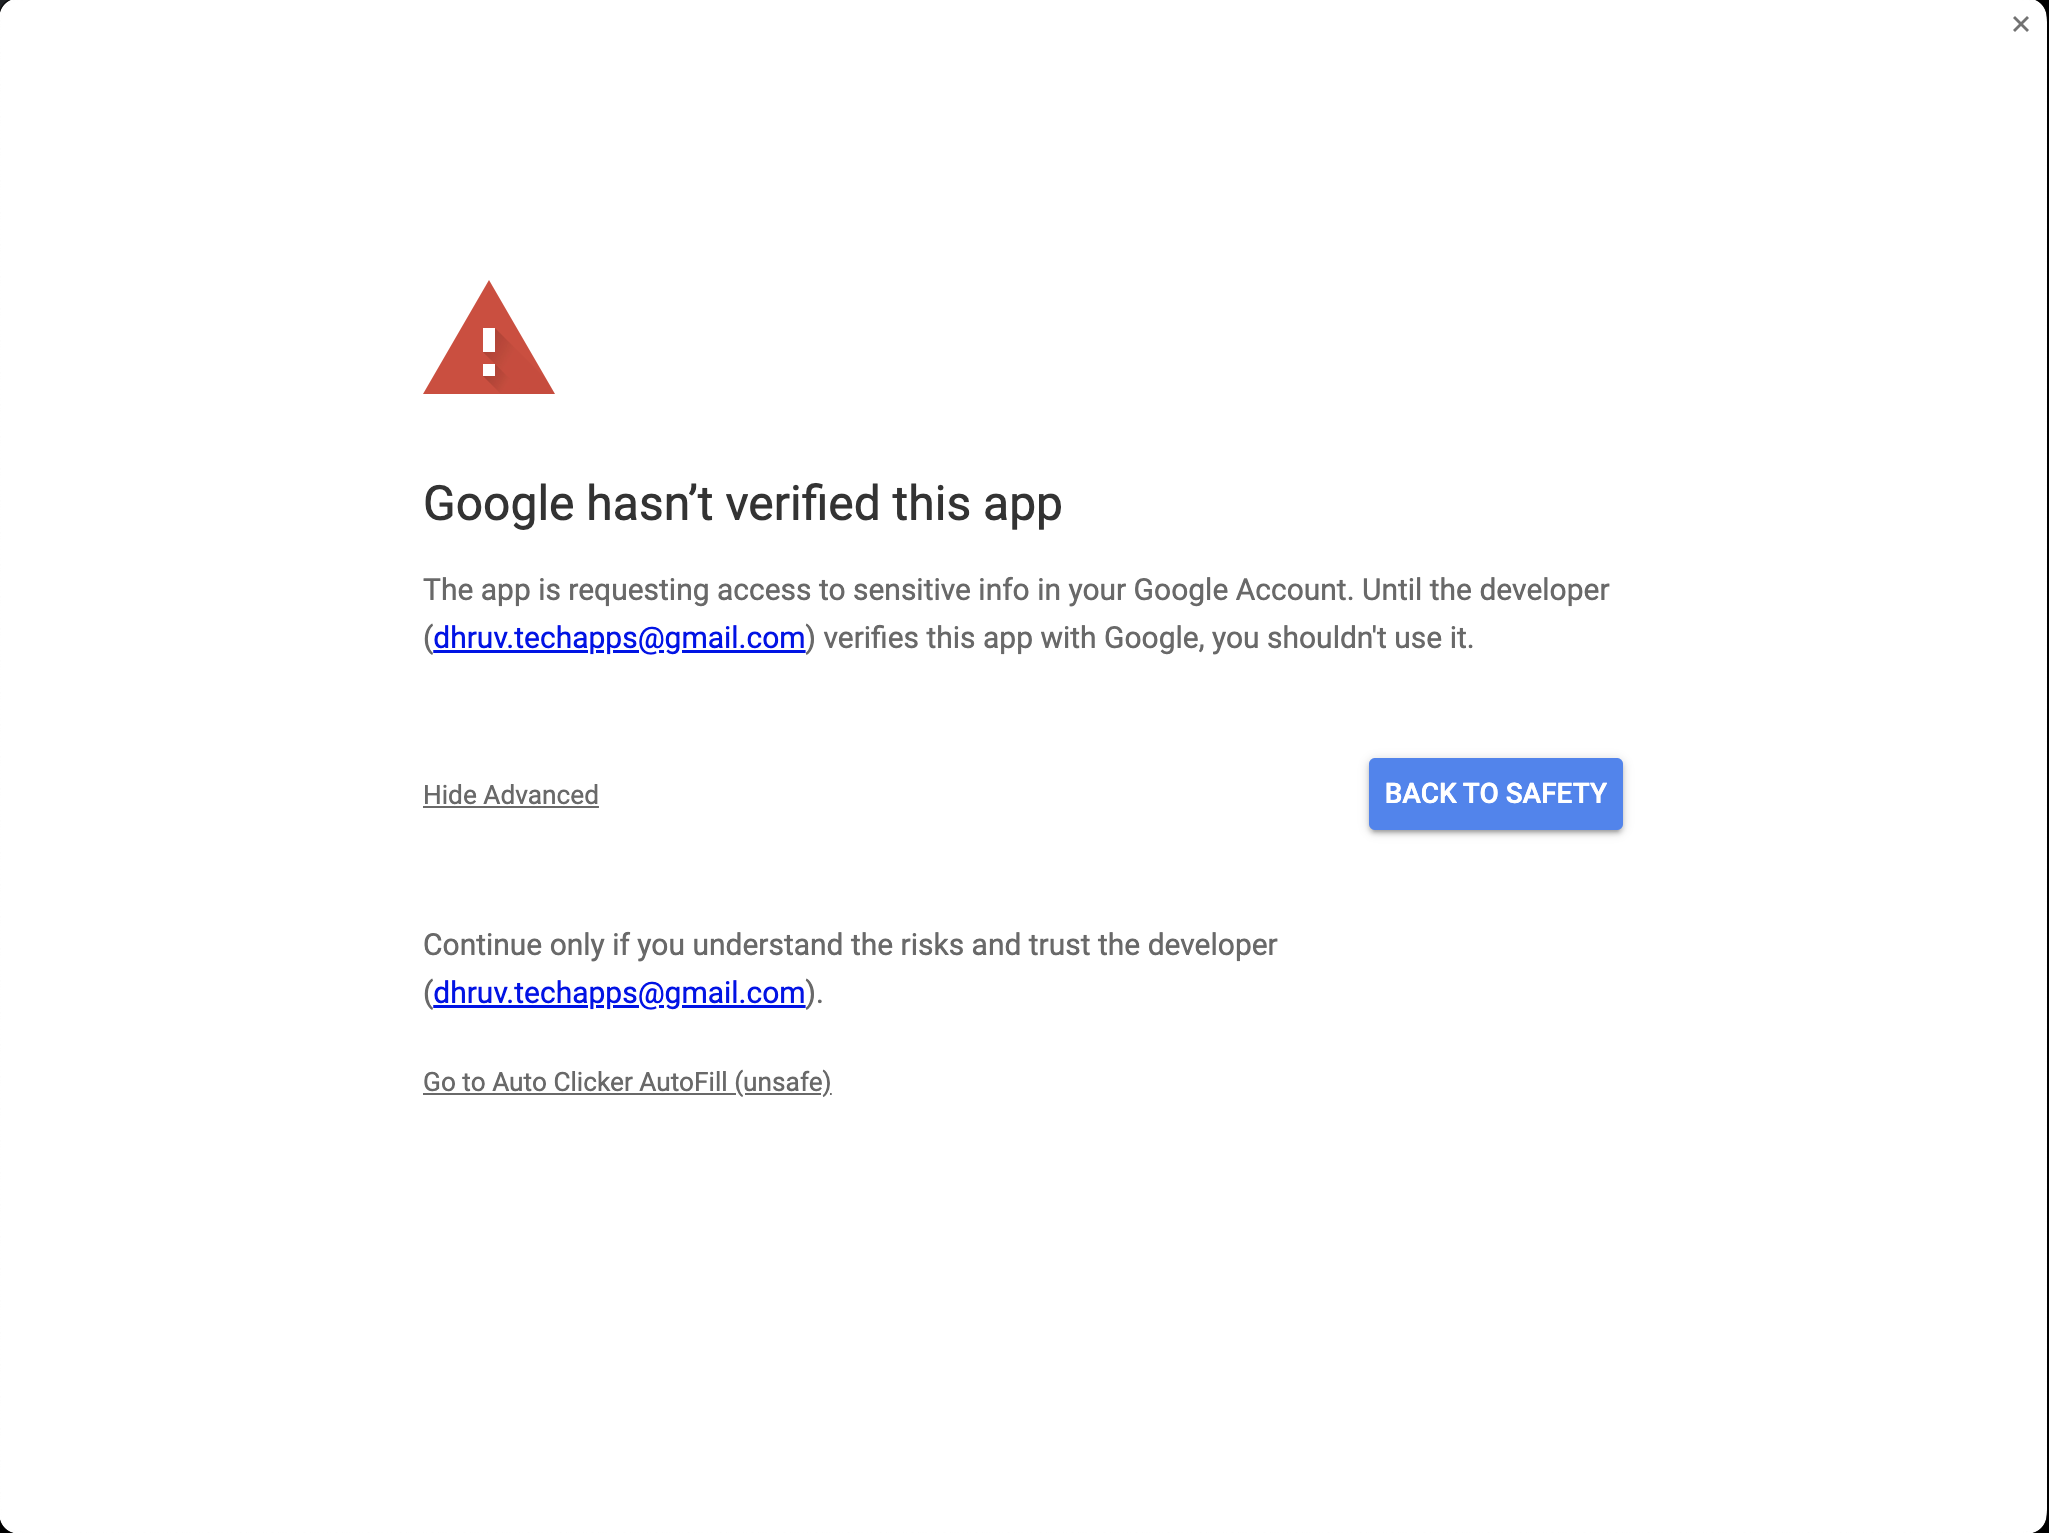 Google hasn’t verified this app
The app is requesting access to sensitive info in your Google Account. Until the developer
(dhruv.techapps@gmail.com) verifies this app with Google, you shouldn't use it.
Hide Advanced
BACK TO SAFETY
Continue only if you understand the risks and trust the developer
(dhruv.techapps@gmail.com).
Go to Auto Clicker AutoFill (unsafe)